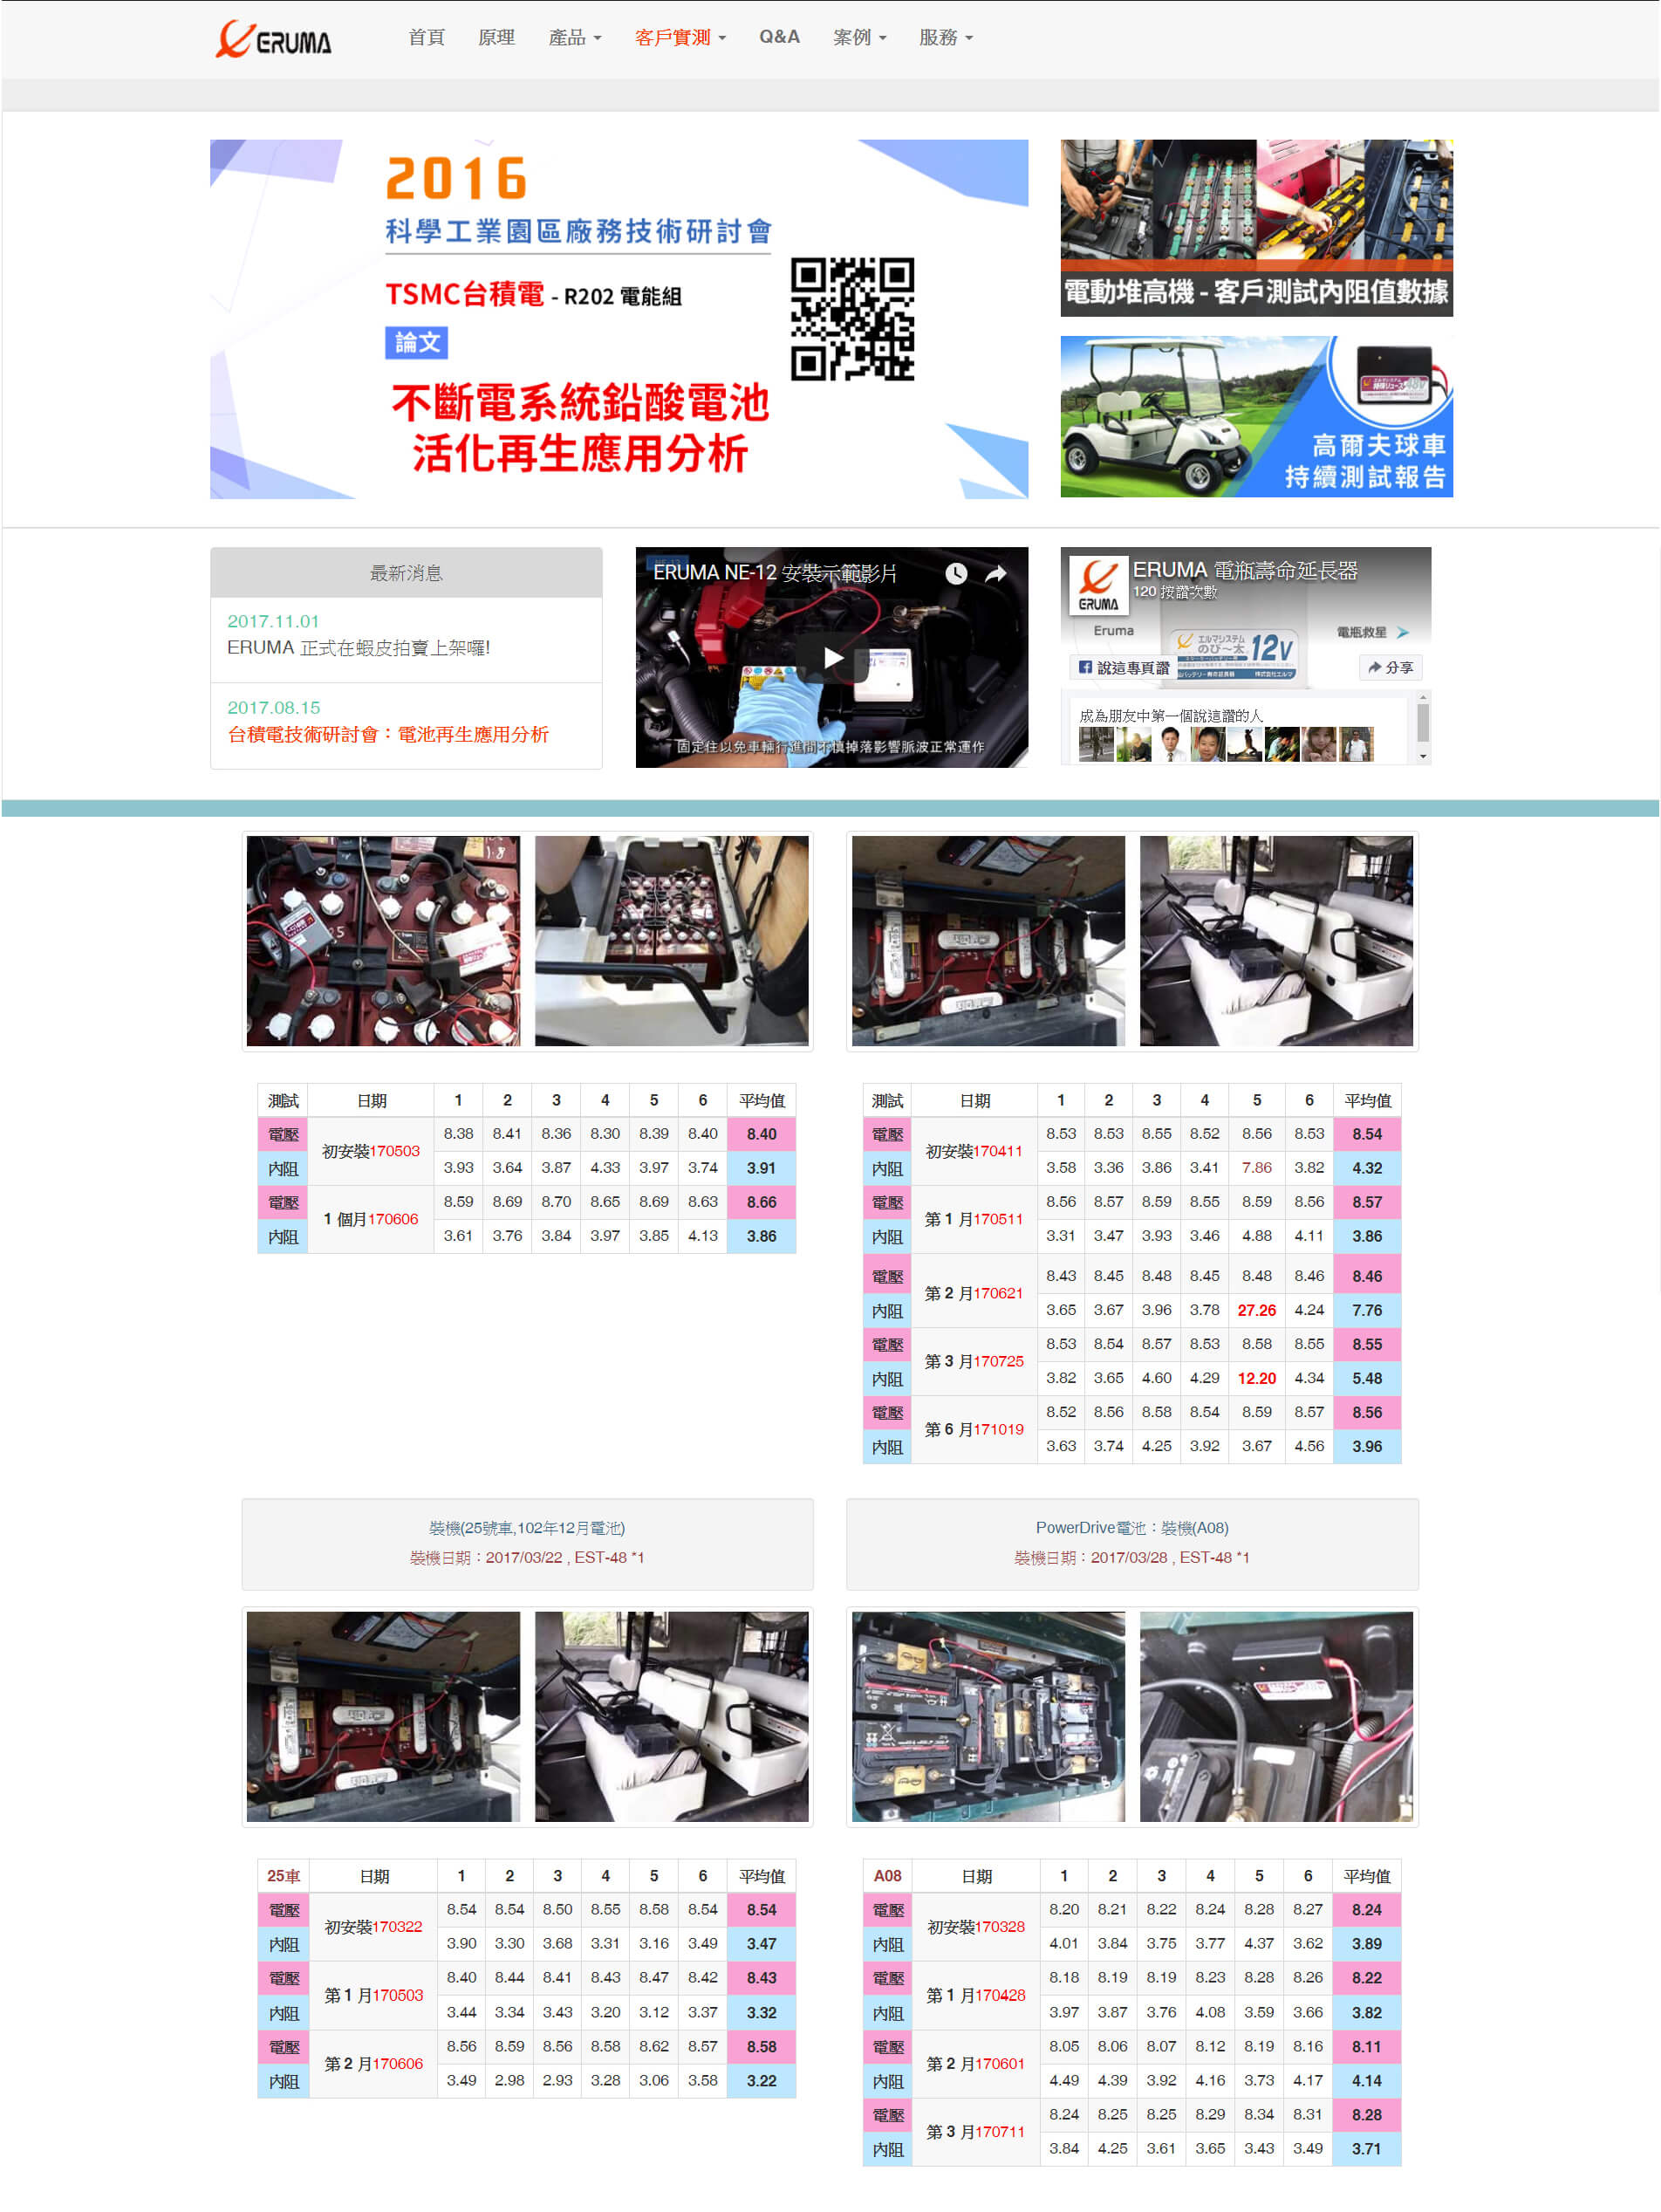 ERUMA 首頁 原理 產品 客戶實測 Q&A 案例 服務
2016
科學工業園區廠務技術研討會
TSMC台積電 - R202 電能組
論文
不斷電系統鉛酸電池
活化再生應用分析
電動堆高機 - 客戶測試內阻值數據
高爾夫球車
持續測試報告
最新消息
2017.11.01
ERUMA 正式在蝦皮拍賣上架囉!
2017.08.15
台積電技術研討會：電池再生應用分析
ERUMA NE-12 安裝示範影片
固定住以免車輛行進間不慎掉落影響脈波正常運作
ERUMA 電瓶壽命延長器
120 按讚次數
ERUMA
Eruma
電瓶救星
エルマシステム
のび～太
12V
株式会社エルマ
說這專頁讚
分享
成為朋友中第一個說這讚的人
測試 日期 1 2 3 4 5 6 平均值
電壓 初安裝170503 8.38 8.41 8.36 8.30 8.39 8.40 8.40
內阻 3.93 3.64 3.87 4.33 3.97 3.74 3.91
電壓 1 個月170606 8.59 8.69 8.70 8.65 8.69 8.63 8.66
內阻 3.61 3.76 3.84 3.97 3.85 4.13 3.86
測試 日期 1 2 3 4 5 6 平均值
電壓 初安裝170411 8.53 8.53 8.55 8.52 8.56 8.53 8.54
內阻 3.58 3.36 3.86 3.41 7.86 3.82 4.32
電壓 第 1 月170511 8.56 8.57 8.59 8.55 8.59 8.56 8.57
內阻 3.31 3.47 3.93 3.46 4.88 4.11 3.86
電壓 第 2 月170621 8.43 8.45 8.48 8.45 8.48 8.46 8.46
內阻 3.65 3.67 3.96 3.78 27.26 4.24 7.76
電壓 第 3 月170725 8.53 8.54 8.57 8.53 8.58 8.55 8.55
內阻 3.82 3.65 4.60 4.29 12.20 4.34 5.48
電壓 第 6 月171019 8.52 8.56 8.58 8.54 8.59 8.57 8.56
內阻 3.63 3.74 4.25 3.92 3.67 4.56 3.96
裝機(25號車,102年12月電池)
裝機日期：2017/03/22 , EST-48 *1
PowerDrive電池：裝機(A08)
裝機日期：2017/03/28 , EST-48 *1
25車 日期 1 2 3 4 5 6 平均值
電壓 初安裝170322 8.54 8.54 8.50 8.55 8.58 8.54 8.54
內阻 3.90 3.30 3.68 3.31 3.16 3.49 3.47
電壓 第 1 月170503 8.40 8.44 8.41 8.43 8.47 8.42 8.43
內阻 3.44 3.34 3.43 3.20 3.12 3.37 3.32
電壓 第 2 月170606 8.56 8.59 8.56 8.58 8.62 8.57 8.58
內阻 3.49 2.98 2.93 3.28 3.06 3.58 3.22
A08 日期 1 2 3 4 5 6 平均值
電壓 初安裝170328 8.20 8.21 8.22 8.24 8.28 8.27 8.24
內阻 4.01 3.84 3.75 3.77 4.37 3.62 3.89
電壓 第 1 月170428 8.18 8.19 8.19 8.23 8.28 8.26 8.22
內阻 3.97 3.87 3.76 4.08 3.59 3.66 3.82
電壓 第 2 月170601 8.05 8.06 8.07 8.12 8.19 8.16 8.11
內阻 4.49 4.39 3.92 4.16 3.73 4.17 4.14
電壓 第 3 月170711 8.24 8.25 8.25 8.29 8.34 8.31 8.28
內阻 3.84 4.25 3.61 3.65 3.43 3.49 3.71